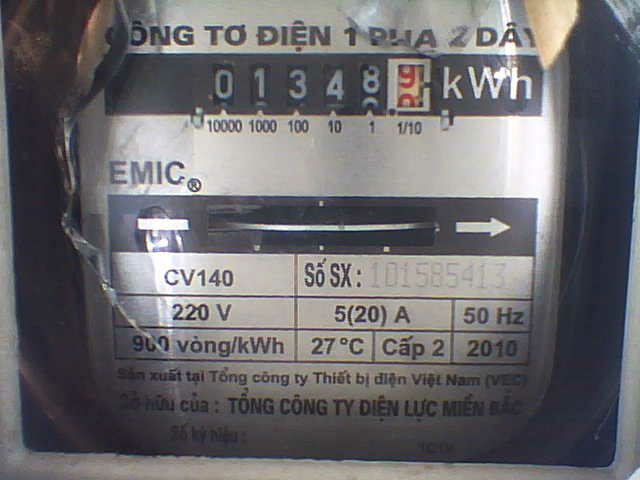 CÔNG TƠ ĐIỆN 1 PHA 2 DÂY
0 1 3 4 8 9 kWh
10000 1000 100 10 1 1/10
EMIC®
CV140 Số SX: 101585413
220 V 5(20) A 50 Hz
900 vòng/kWh 27°C Cấp 2 2010
Sản xuất tại Tổng công ty Thiết bị điện Việt Nam (VEC)
Sở hữu của : TỔNG CÔNG TY ĐIỆN LỰC MIỀN BẮC
Số ký hiệu :